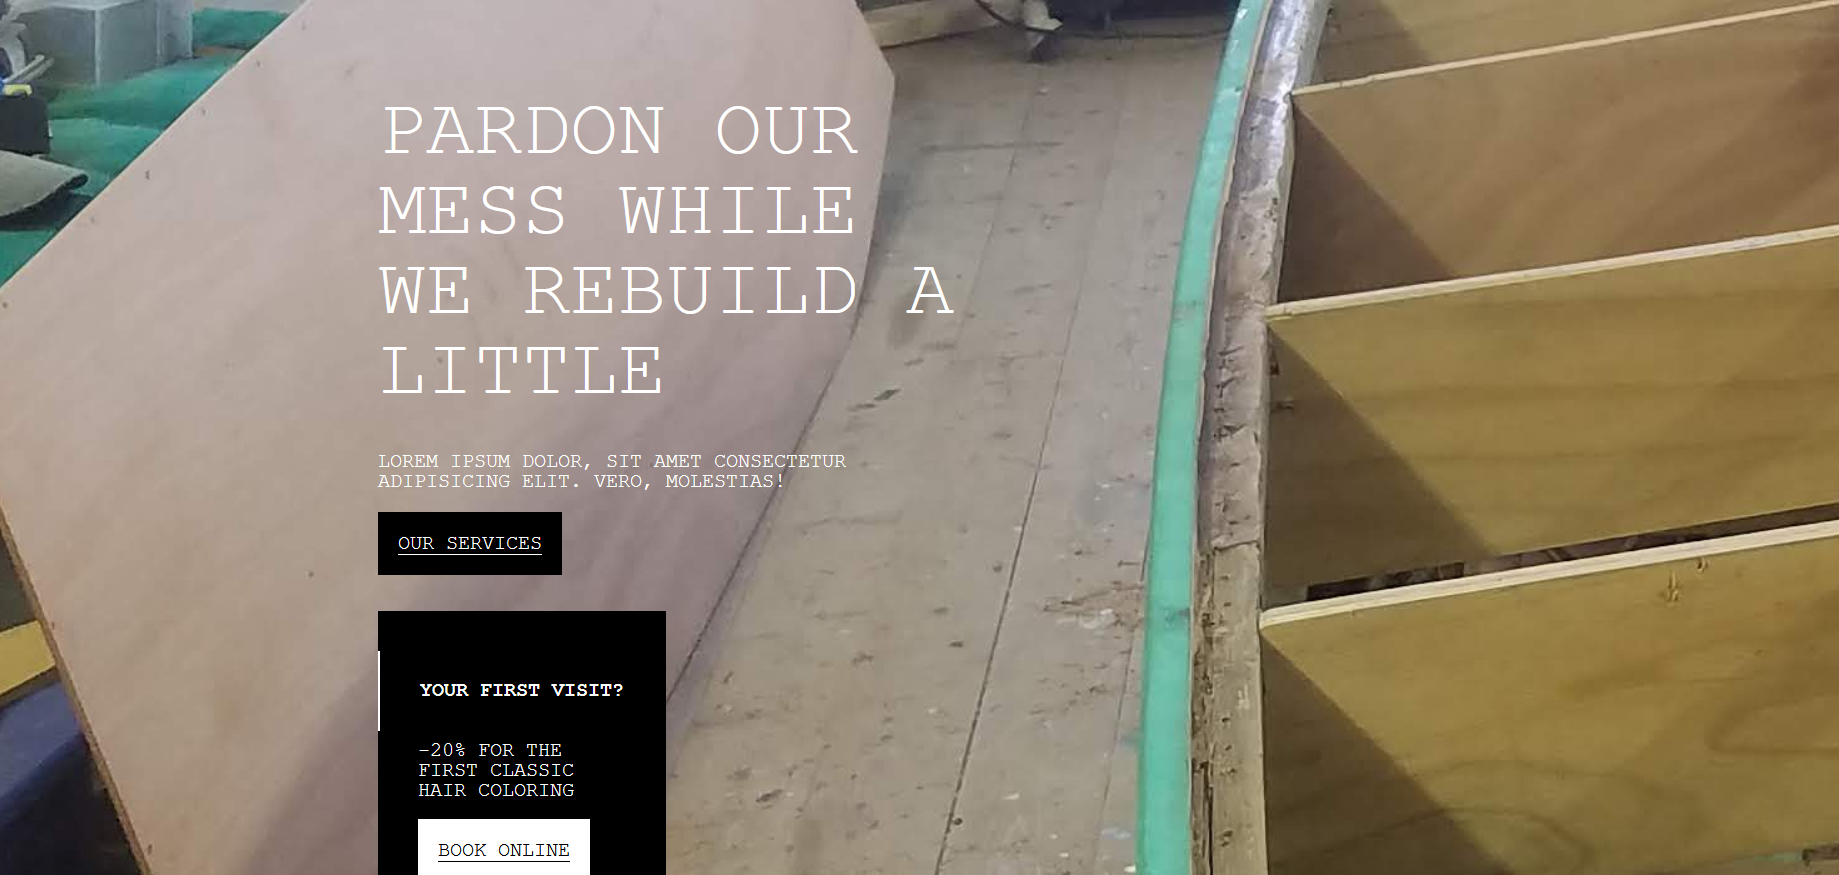 PARDON OUR
MESS WHILE
WE REBUILD A
LITTLE
LOREM IPSUM DOLOR, SIT AMET CONSECTETUR
ADIPISICING ELIT. VERO, MOLESTIAS!
OUR SERVICES
YOUR FIRST VISIT?
-20% FOR THE
FIRST CLASSIC
HAIR COLORING
BOOK ONLINE